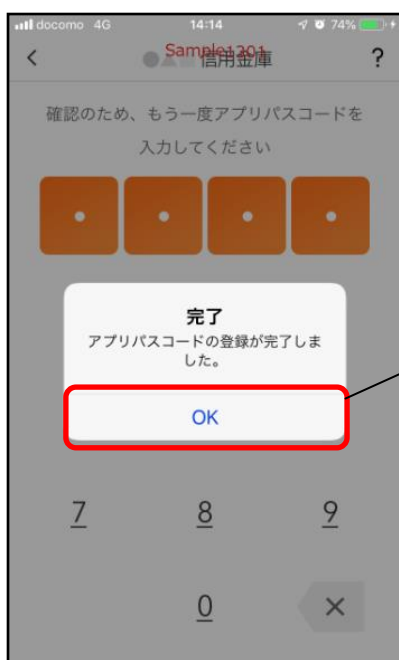 docomo 4G 14:14 74%
Sample1201
●▲■信用金庫 ?
確認のため、もう一度アプリパスコードを
入力してください
完了
アプリパスコードの登録が完了しま
した。
OK
7 8 9
0